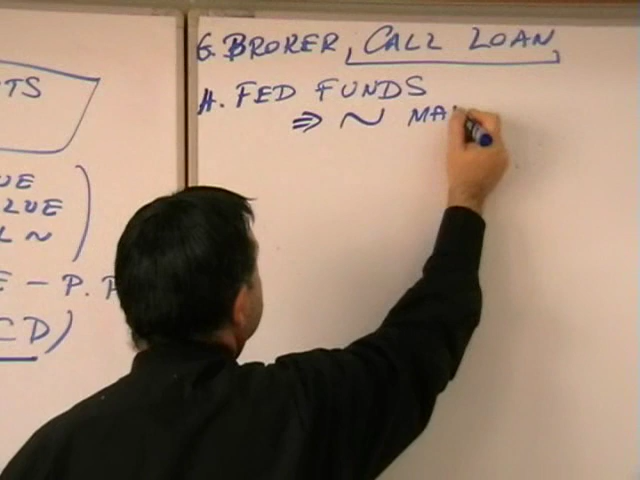 TS
UE
LUE
L ~
E - P.P
CD)
G. BROKER, CALL LOAN
H. FED FUNDS
⇒ ~ MA